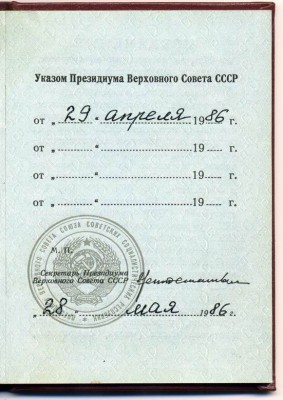 Указом Президиума Верховного Совета СССР
от „ 29 “ апреля 1986 г.
от „ “ 19 г.
от „ “ 19 г.
от „ “ 19 г.
М. П.
Секретарь Президиума
Верховного Совета СССР
„ 28 “ мая 1986 г.